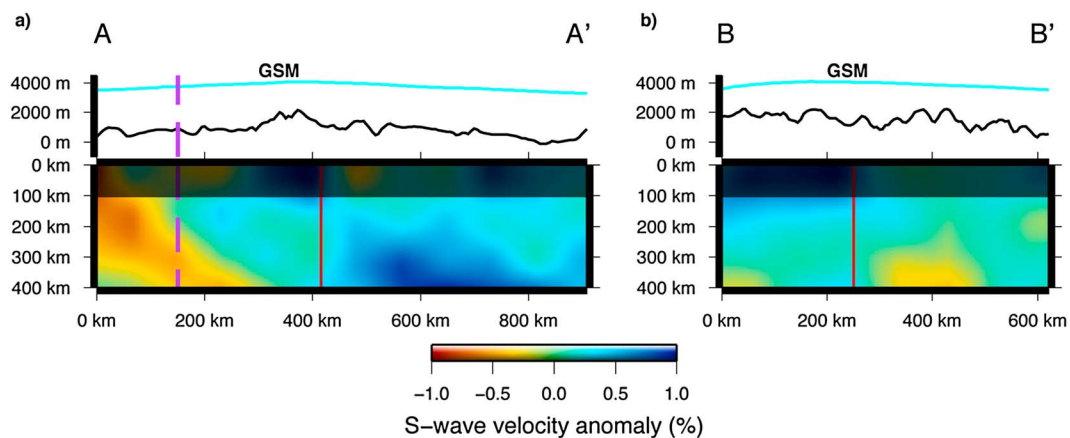 a)
A
A’
GSM
4000 m
2000 m
0 m
0 km
100 km
200 km
300 km
400 km
0 km
200 km
400 km
600 km
800 km
b)
B
B’
GSM
4000 m
2000 m
0 m
0 km
100 km
200 km
300 km
400 km
0 km
200 km
400 km
600 km
−1.0
−0.5
0.0
0.5
1.0
S−wave velocity anomaly (%)